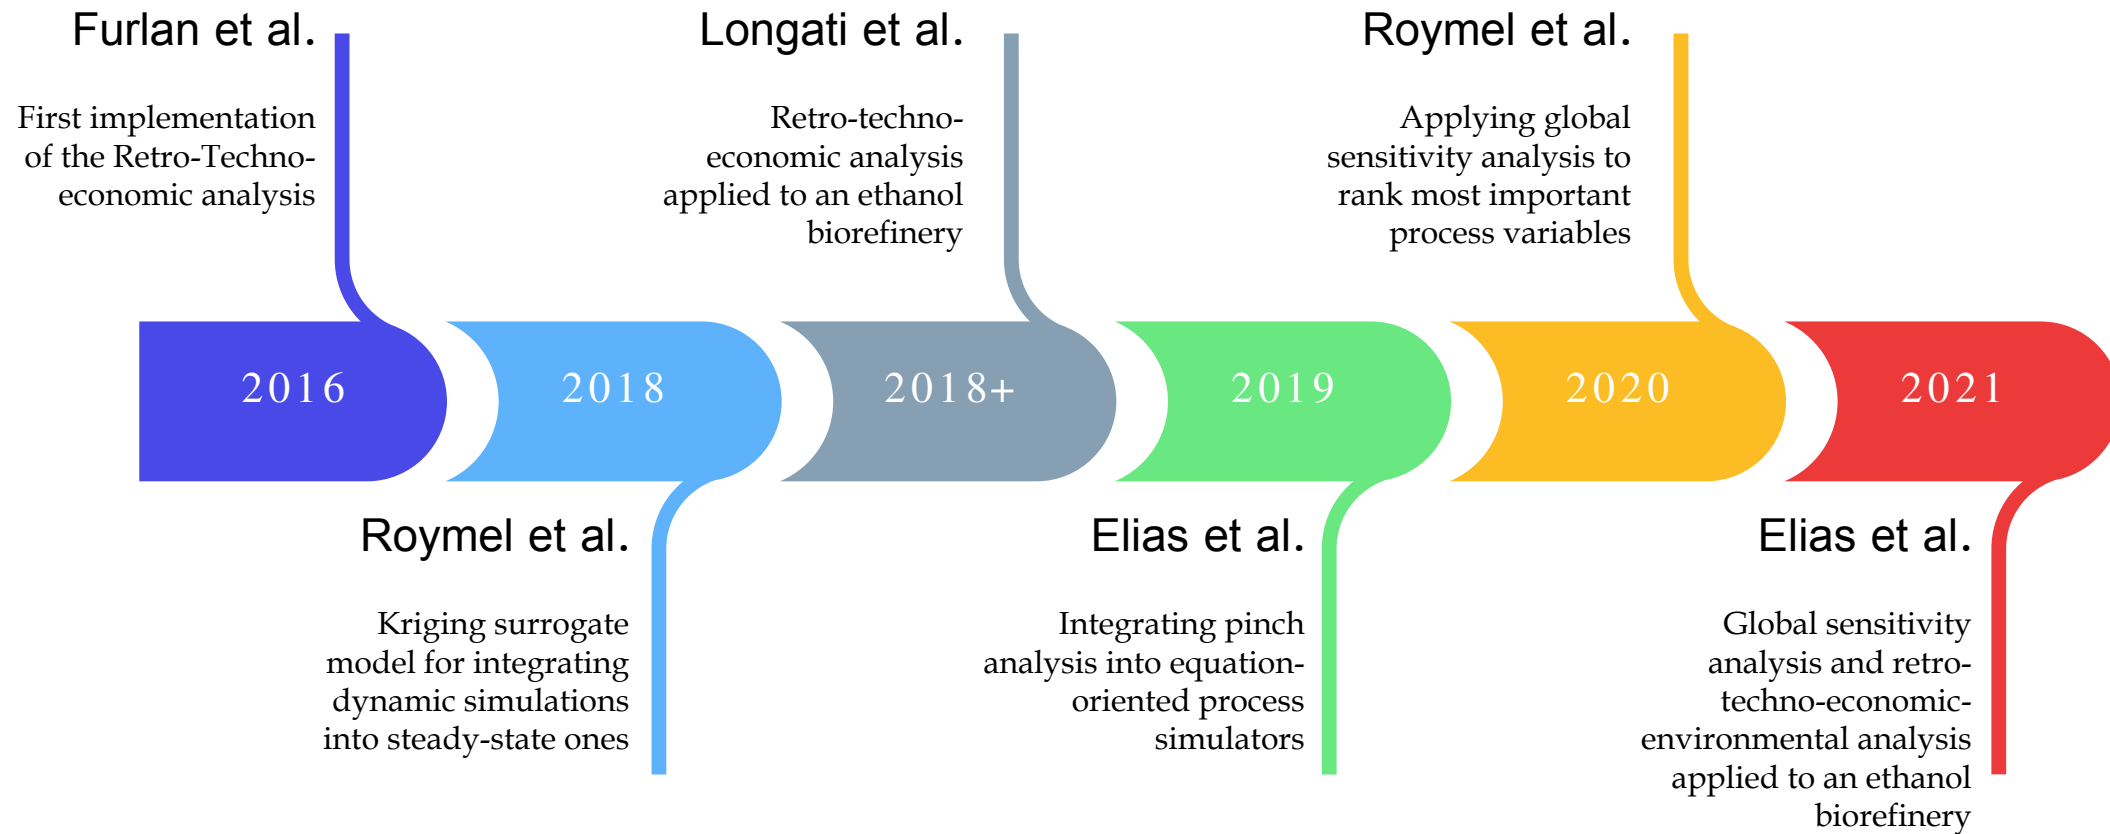 Furlan et al.
First implementation
of the Retro-Techno-
economic analysis
Longati et al.
Retro-techno-
economic analysis
applied to an ethanol
biorefinery
Roymel et al.
Applying global
sensitivity analysis to
rank most important
process variables
2016
2018
2018+
2019
2020
2021
Roymel et al.
Kriging surrogate
model for integrating
dynamic simulations
into steady-state ones
Elias et al.
Integrating pinch
analysis into equation-
oriented process
simulators
Elias et al.
Global sensitivity
analysis and retro-
techno-economic-
environmental analysis
applied to an ethanol
biorefinery